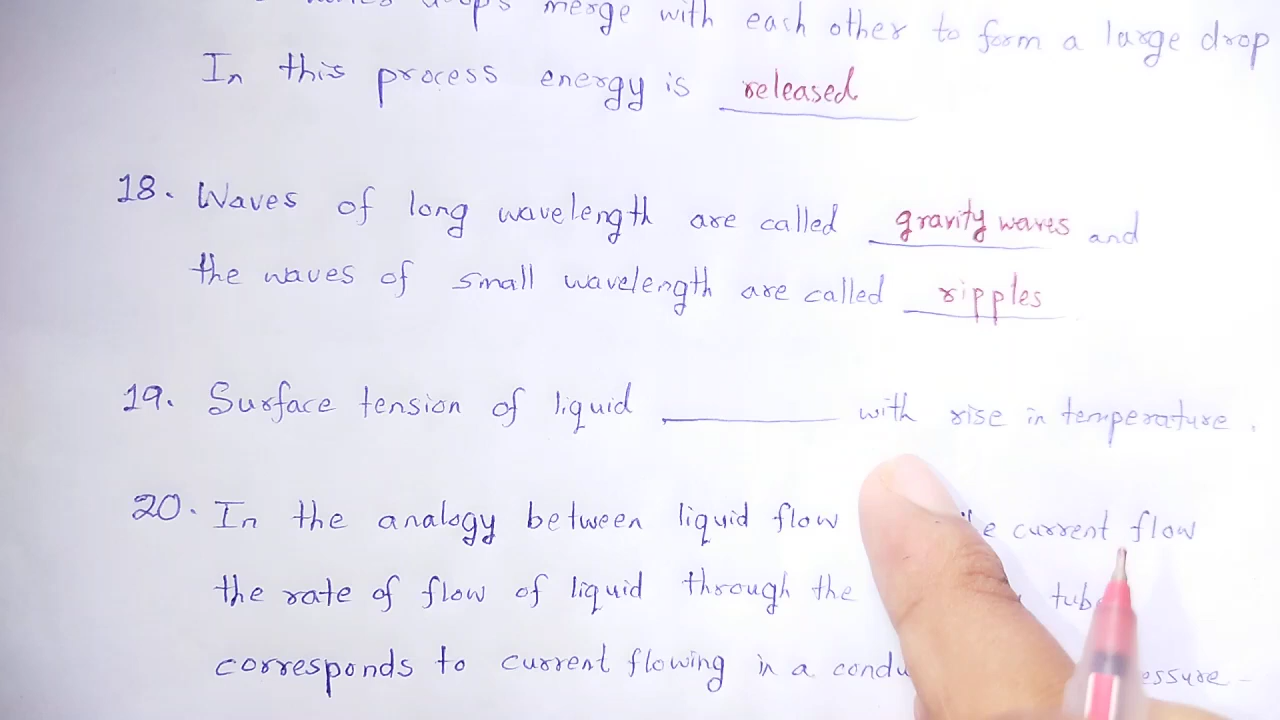 drops merge with each other to form a large drop
In this process energy is released
18. Waves of long wavelength are called gravity waves and
the waves of small wavelength are called ripples
19. Surface tension of liquid ________ with rise in temperature.
20. In the analogy between liquid flow current flow
the rate of flow of liquid through the tube
corresponds to current flowing in a